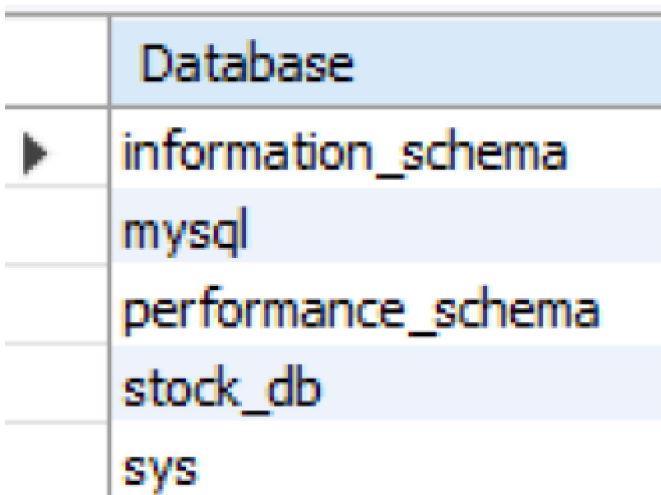 Database
information_schema
mysql
performance_schema
stock_db
sys